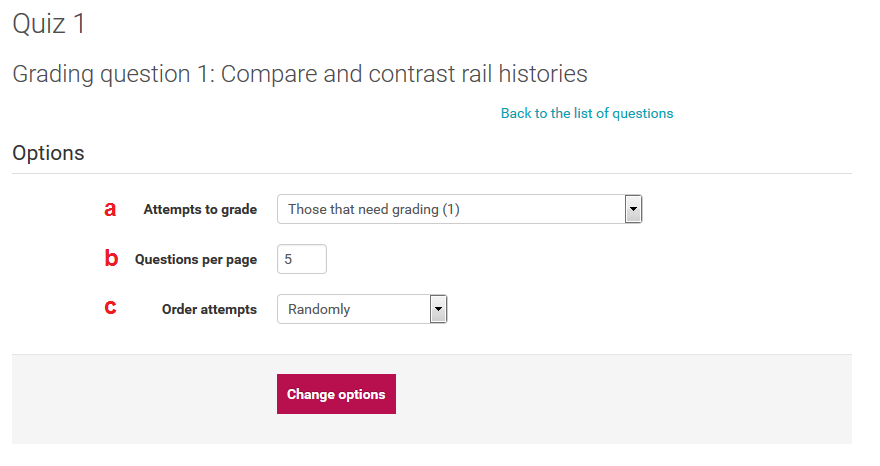 Quiz 1
Grading question 1: Compare and contrast rail histories
Back to the list of questions
Options
a Attempts to grade Those that need grading (1)
b Questions per page 5
c Order attempts Randomly
Change options